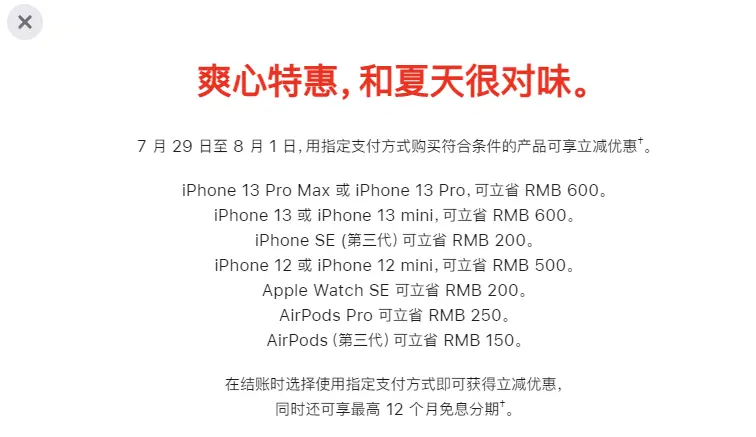 爽心特惠，和夏天很对味。
7 月 29 日至 8 月 1 日，用指定支付方式购买符合条件的产品可享立减优惠†。
iPhone 13 Pro Max 或 iPhone 13 Pro，可立省 RMB 600。
iPhone 13 或 iPhone 13 mini，可立省 RMB 600。
iPhone SE (第三代) 可立省 RMB 200。
iPhone 12 或 iPhone 12 mini，可立省 RMB 500。
Apple Watch SE 可立省 RMB 200。
AirPods Pro 可立省 RMB 250。
AirPods (第三代) 可立省 RMB 150。
在结账时选择使用指定支付方式即可获得立减优惠，
同时还可享最高 12 个月免息分期†。